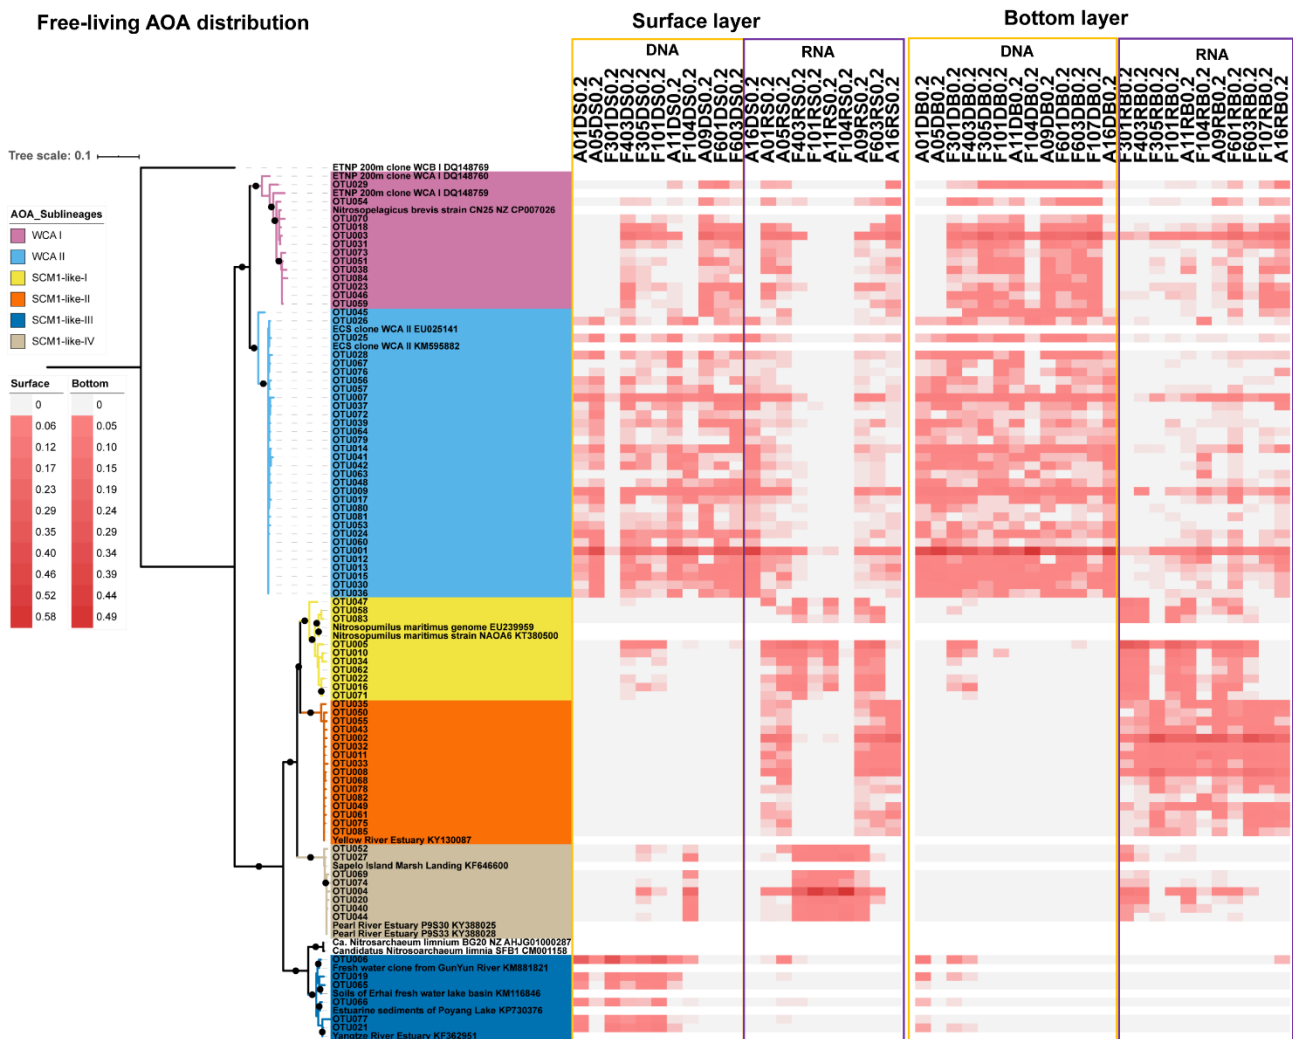 Free-living AOA distribution
Surface layer
Bottom layer
DNA
RNA
DNA
RNA
A01DS0.2
A05DS0.2
F301DS0.2
F403DS0.2
F305DS0.2
F101DS0.2
A11DS0.2
F104DS0.2
A09DS0.2
F601DS0.2
F603DS0.2
A16DS0.2
A01RS0.2
A05RS0.2
F403RS0.2
F101RS0.2
A11RS0.2
F104RS0.2
A09RS0.2
F603RS0.2
A16RS0.2
A01DB0.2
A05DB0.2
F301DB0.2
F403DB0.2
F305DB0.2
F101DB0.2
A11DB0.2
F104DB0.2
A09DB0.2
F601DB0.2
F603DB0.2
F107DB0.2
A16DB0.2
F301RB0.2
F403RB0.2
F305RB0.2
F101RB0.2
A11RB0.2
F104RB0.2
A09RB0.2
F601RB0.2
F603RB0.2
F107RB0.2
A16RB0.2
Tree scale: 0.1
AOA_Sublineages
WCA I
WCA II
SCM1-like-I
SCM1-like-II
SCM1-like-III
SCM1-like-IV
Surface Bottom
0 0
0.06 0.05
0.12 0.10
0.17 0.15
0.23 0.19
0.29 0.24
0.35 0.29
0.40 0.34
0.46 0.39
0.52 0.44
0.58 0.49
ETNP 200m clone WCB I DQ148769
ETNP 200m clone WCA I DQ148760
OTU029
ETNP 200m clone WCA I DQ148759
OTU054
Nitrosopelagicus brevis strain CN25 NZ CP007026
OTU070
OTU018
OTU003
OTU031
OTU073
OTU051
OTU038
OTU084
OTU023
OTU046
OTU059
OTU045
OTU026
ECS clone WCA II EU025141
OTU025
ECS clone WCA II KM595882
OTU028
OTU067
OTU076
OTU056
OTU057
OTU007
OTU037
OTU072
OTU039
OTU064
OTU079
OTU014
OTU041
OTU042
OTU063
OTU048
OTU009
OTU017
OTU080
OTU081
OTU053
OTU024
OTU060
OTU001
OTU012
OTU013
OTU015
OTU030
OTU036
OTU047
OTU058
OTU083
Nitrosopumilus maritimus genome EU239959
Nitrosopumilus maritimus strain NAOA6 KT380500
OTU005
OTU010
OTU034
OTU062
OTU022
OTU016
OTU071
OTU035
OTU050
OTU055
OTU043
OTU002
OTU032
OTU011
OTU033
OTU008
OTU068
OTU078
OTU082
OTU049
OTU061
OTU075
OTU085
Yellow River Estuary KY130087
OTU052
OTU027
Sapelo Island Marsh Landing KF646600
OTU069
OTU074
OTU004
OTU020
OTU040
OTU044
Pearl River Estuary P9S30 KY388025
Pearl River Estuary P9S33 KY388028
Ca. Nitrosarchaeum limnium BG20 NZ AHJG01000287
Candidatus Nitrosoarchaeum limnia SFB1 CM001158
OTU006
Fresh water clone from GunYun River KM881821
OTU019
OTU065
Soils of Erhai fresh water lake basin KM116846
OTU066
Estuarine sediments of Poyang Lake KP730376
OTU077
OTU021
Yangtze River Estuary KF362951